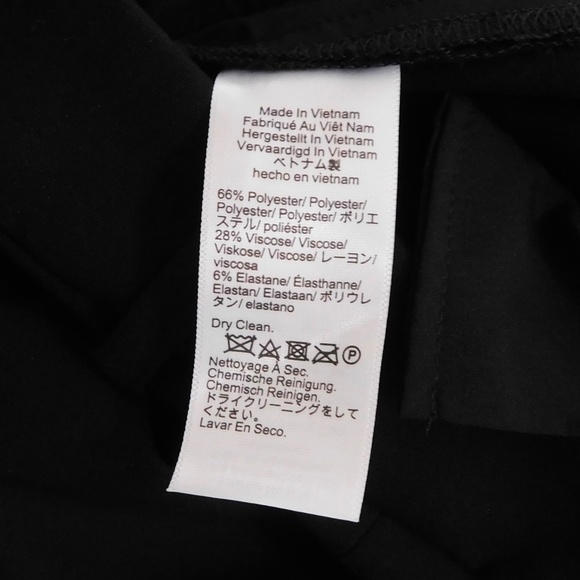 Made In Vietnam
Fabriqué Au Viêt Nam
Hergestellt In Vietnam
Vervaardigd In Vietnam
ベトナム製
hecho en vietnam
66% Polyester/ Polyester/
Polyester/ Polyester/ ポリエ
ステル/ poliéster
28% Viscose/ Viscose/
Viskose/ Viscose/ レーヨン/
viscosa
6% Elastane/ Élasthanne/
Elastan/ Elastaan/ ポリウレ
タン/ elastano
Dry Clean.
P
Nettoyage À Sec.
Chemische Reinigung.
Chemisch Reinigen.
ドライクリーニングをして
ください。
Lavar En Seco.